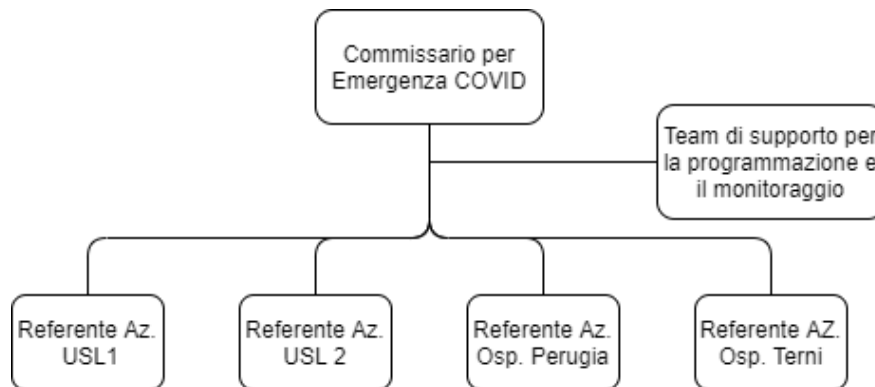 Commissario per
Emergenza COVID
Team di supporto per
la programmazione e
il monitoraggio
Referente Az.
USL1
Referente Az.
USL 2
Referente Az.
Osp. Perugia
Referente AZ.
Osp. Terni